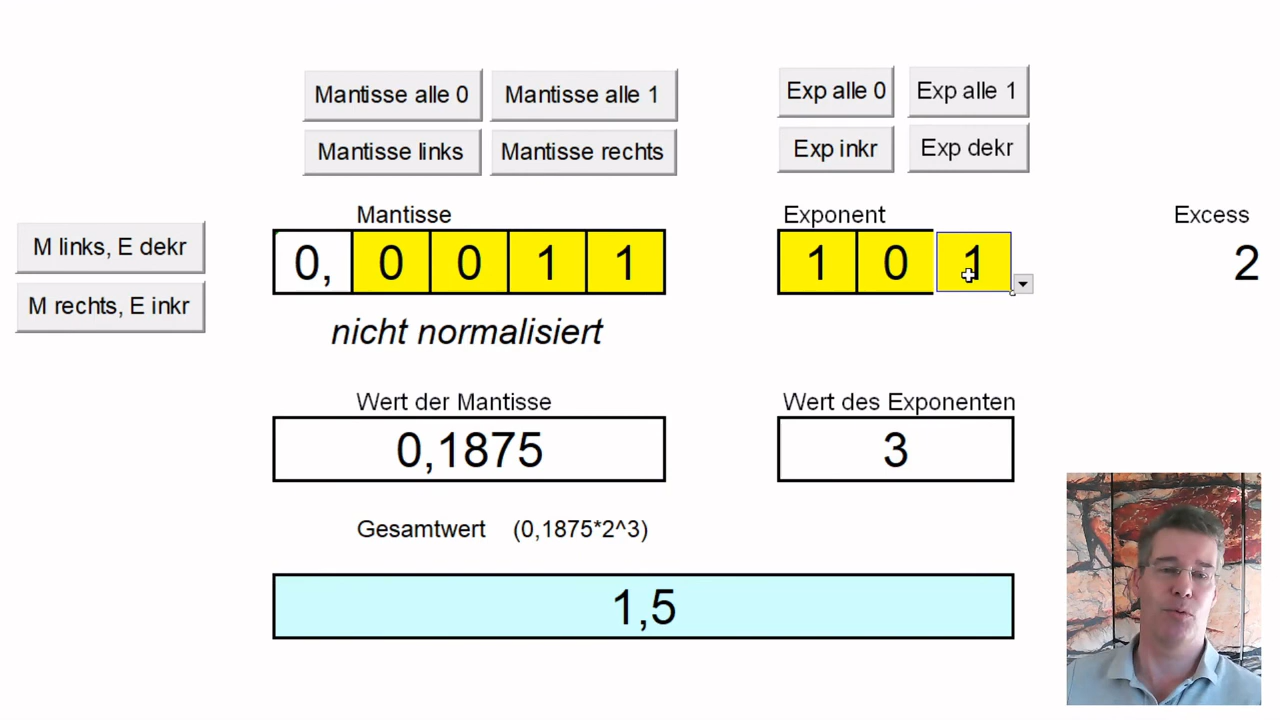 Mantisse alle 0 Mantisse alle 1 Exp alle 0 Exp alle 1
Mantisse links Mantisse rechts Exp inkr Exp dekr
Mantisse Exponent Excess
M links, E dekr
0, 0 0 1 1 1 0 1 2
M rechts, E inkr
nicht normalisiert
Wert der Mantisse Wert des Exponenten
0,1875 3
Gesamtwert (0,1875*2^3)
1,5